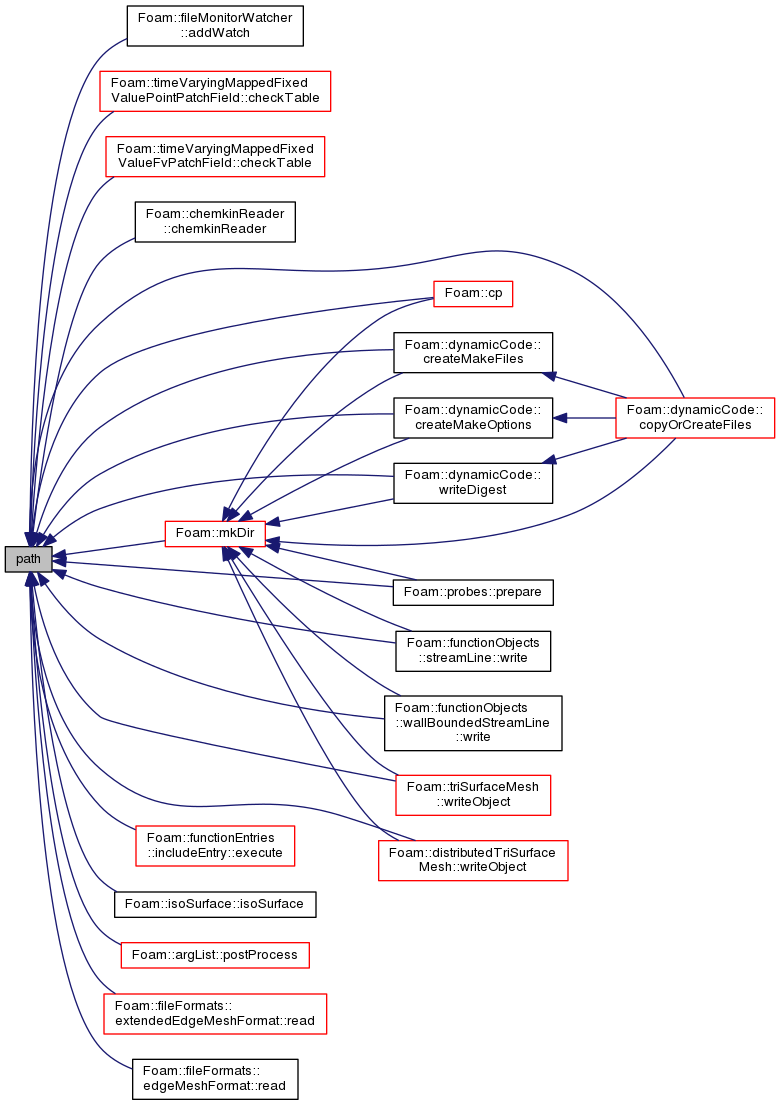 Foam::fileMonitorWatcher
::addWatch
Foam::timeVaryingMappedFixed
ValuePointPatchField::checkTable
Foam::timeVaryingMappedFixed
ValueFvPatchField::checkTable
Foam::chemkinReader
::chemkinReader
Foam::cp
Foam::dynamicCode::
createMakeFiles
Foam::dynamicCode::
createMakeOptions
Foam::dynamicCode::
copyOrCreateFiles
Foam::dynamicCode::
writeDigest
Foam::mkDir
path
Foam::probes::prepare
Foam::functionObjects
::streamLine::write
Foam::functionObjects
::wallBoundedStreamLine
::write
Foam::triSurfaceMesh
::writeObject
Foam::functionEntries
::includeEntry::execute
Foam::distributedTriSurface
Mesh::writeObject
Foam::isoSurface::isoSurface
Foam::argList::postProcess
Foam::fileFormats::
extendedEdgeMeshFormat::read
Foam::fileFormats::
edgeMeshFormat::read